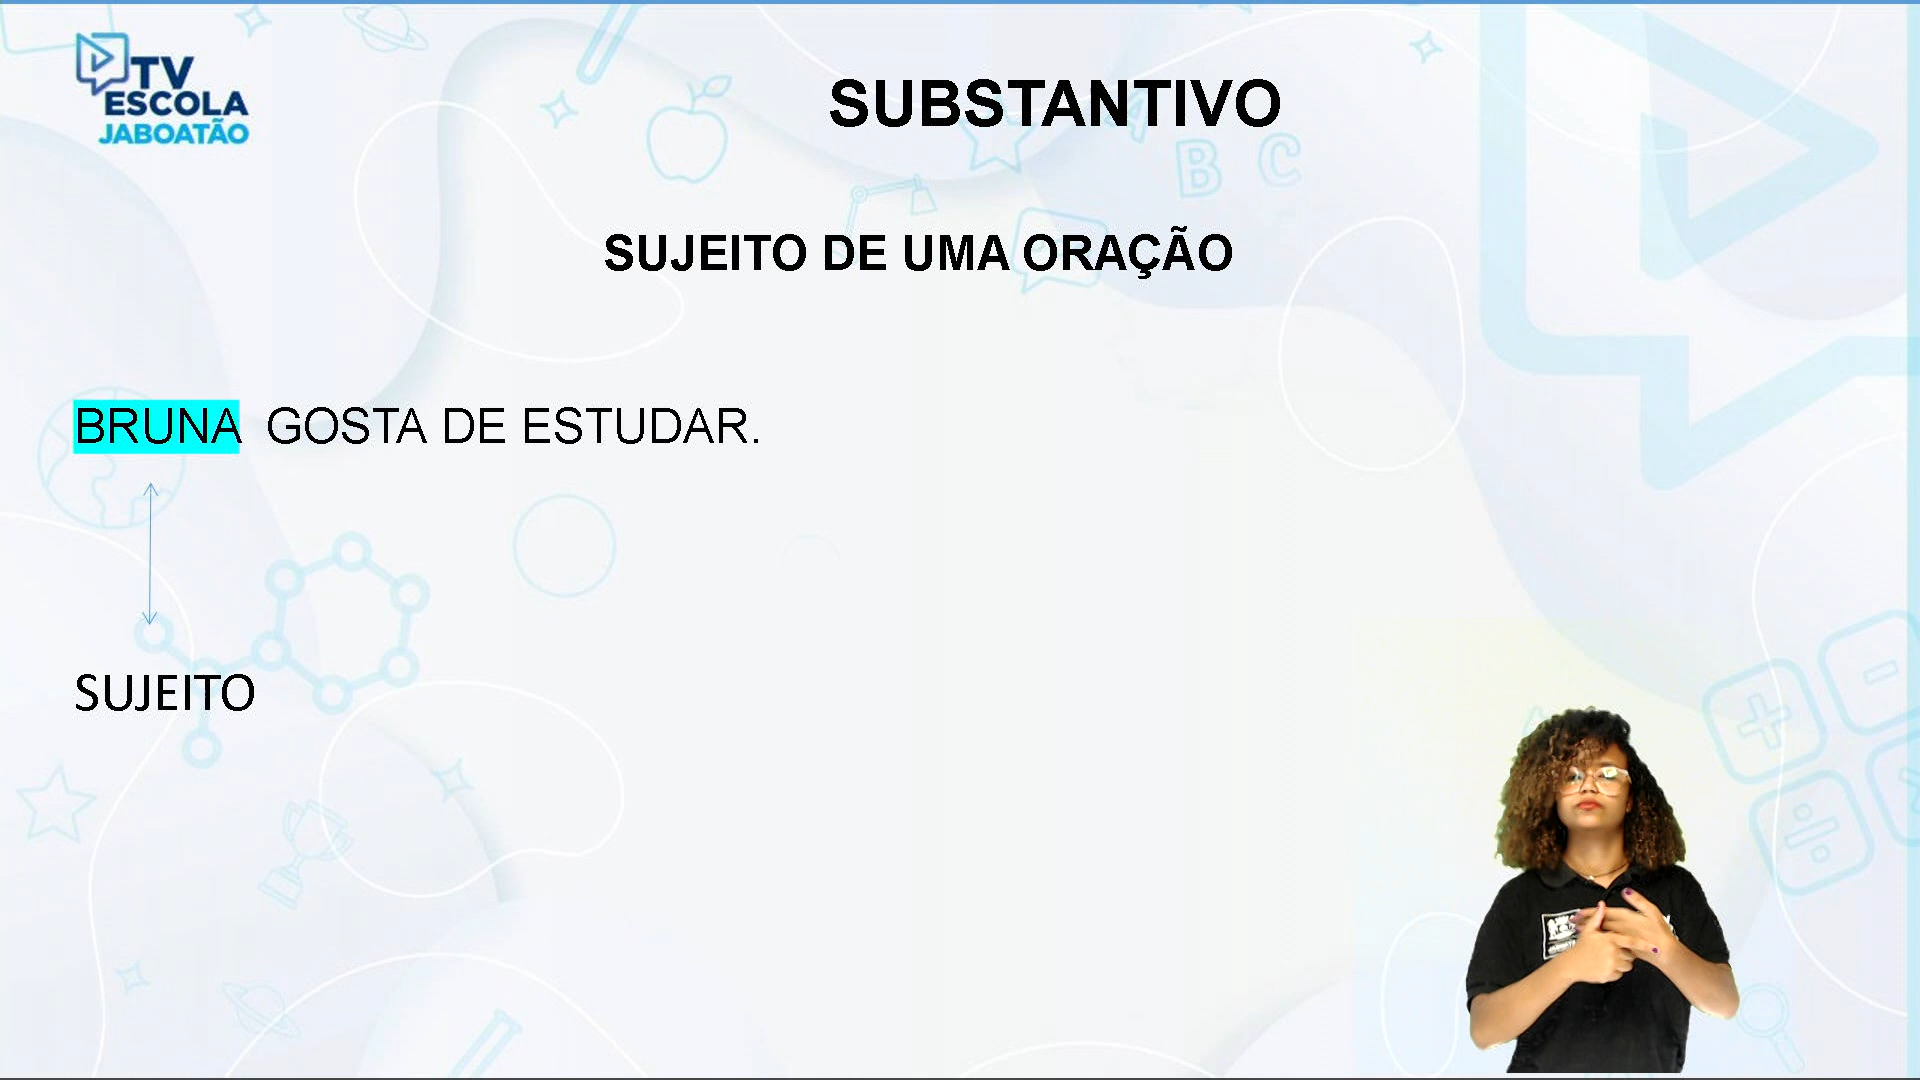 TV
ESCOLA
JABOATÃO
SUBSTANTIVO
A
B C
SUJEITO DE UMA ORAÇÃO
BRUNA GOSTA DE ESTUDAR.
SUJEITO